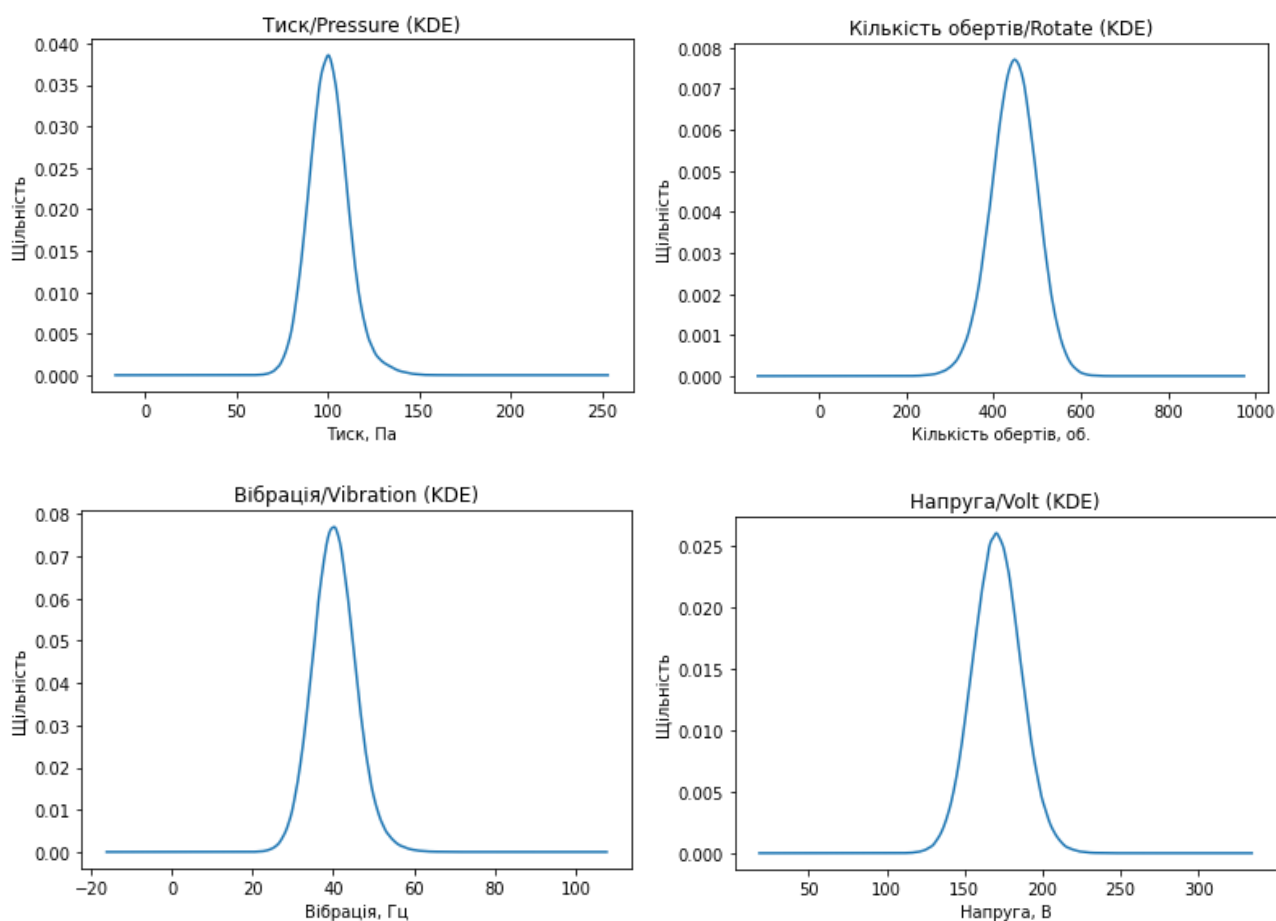 Тиск/Pressure (KDE)
0.040
0.035
0.030
0.025
0.020
0.015
0.010
0.005
0.000
Щільність
0 50 100 150 200 250
Тиск, Па
Кількість обертів/Rotate (KDE)
0.008
0.007
0.006
0.005
0.004
0.003
0.002
0.001
0.000
Щільність
0 200 400 600 800 1000
Кількість обертів, об.
Вібрація/Vibration (KDE)
0.08
0.07
0.06
0.05
0.04
0.03
0.02
0.01
0.00
Щільність
−20 0 20 40 60 80 100
Вібрація, Гц
Напруга/Volt (KDE)
0.025
0.020
0.015
0.010
0.005
0.000
Щільність
50 100 150 200 250 300
Напруга, В